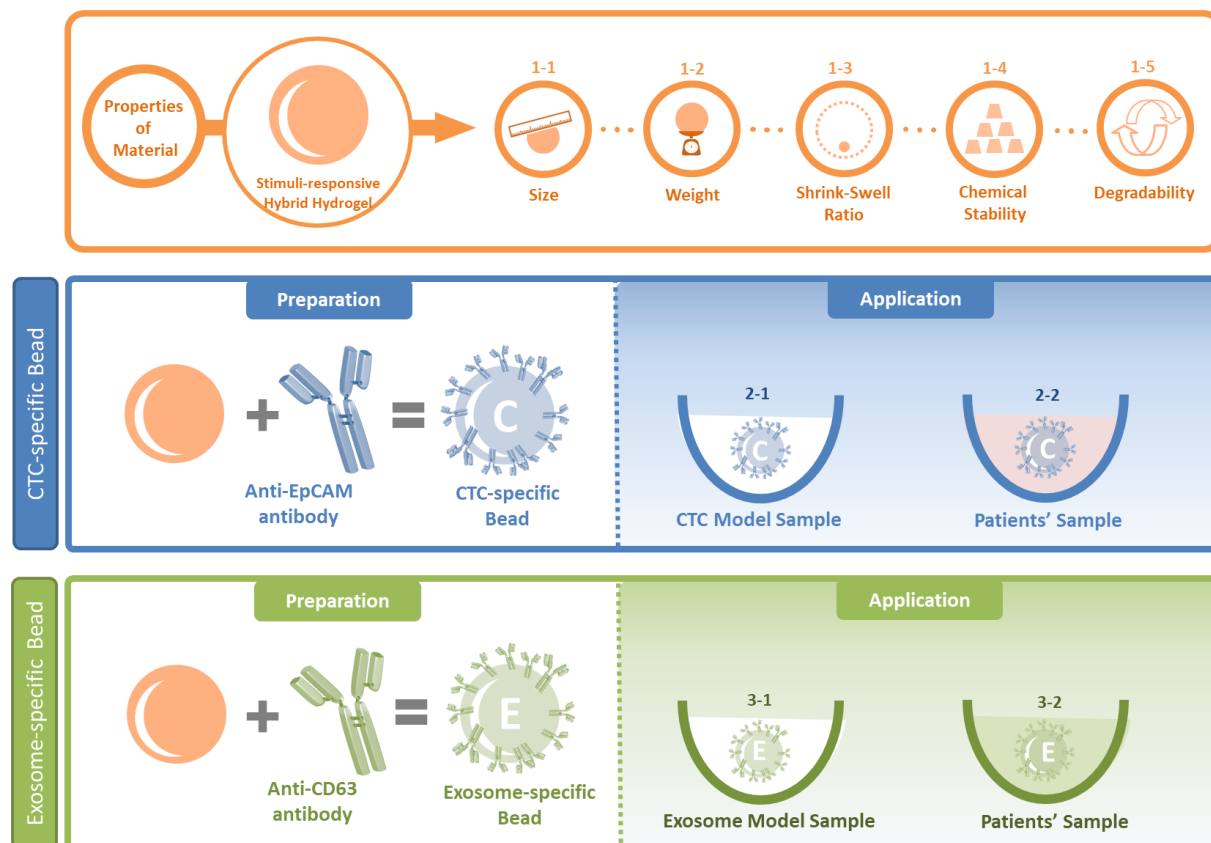 Properties
of
Material
Stimuli-responsive
Hybrid Hydrogel
1-1
Size
1-2
Weight
1-3
Shrink-Swell
Ratio
1-4
Chemical
Stability
1-5
Degradability
CTC-specific Bead
Preparation
Anti-EpCAM
antibody
C
CTC-specific
Bead
Application
2-1
C
CTC Model Sample
2-2
C
Patients' Sample
Exosome-specific Bead
Preparation
Anti-CD63
antibody
E
Exosome-specific
Bead
Application
3-1
E
Exosome Model Sample
3-2
E
Patients' Sample